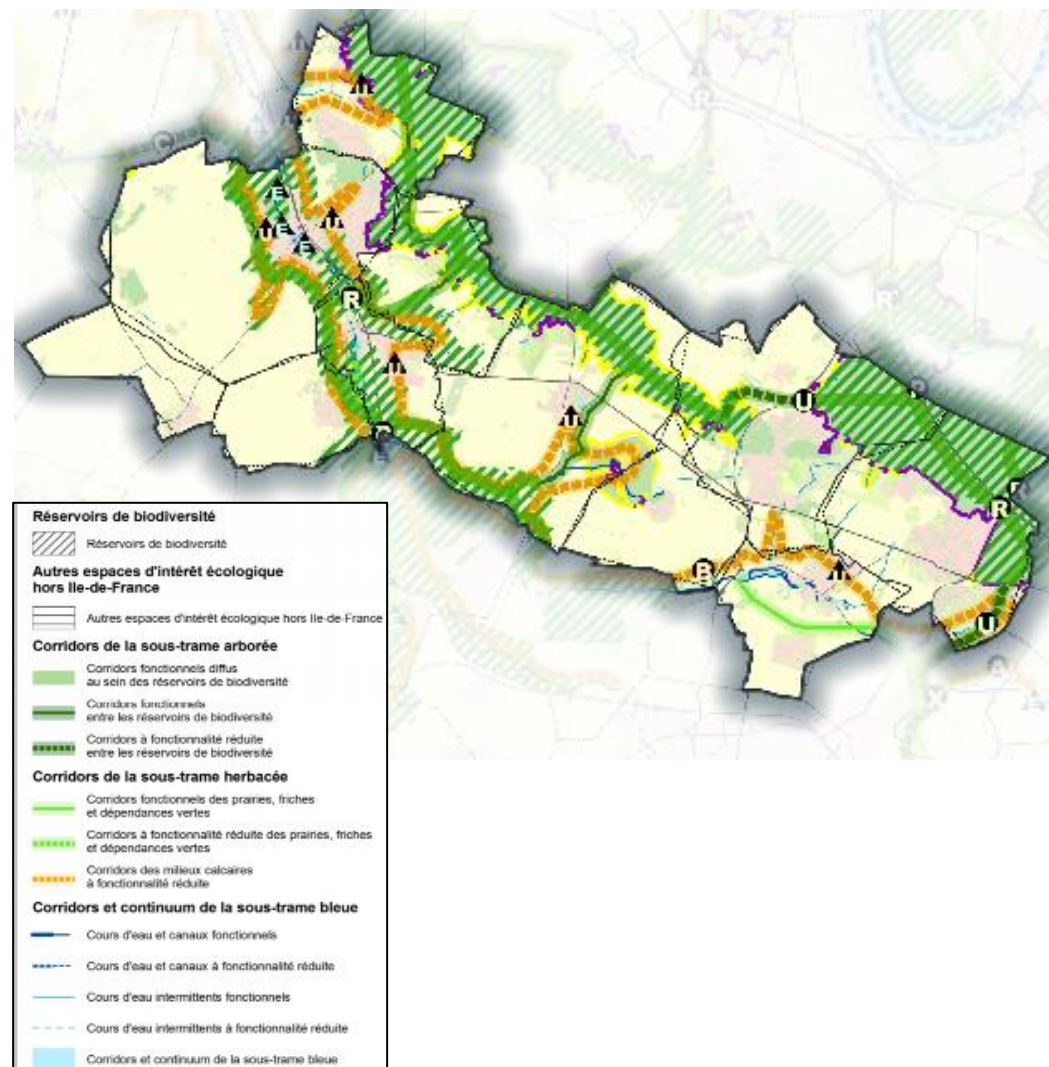 C
E
E
E
R
U
R
R
B
U
Réservoirs de biodiversité
Réservoirs de biodiversité
Autres espaces d'intérêt écologique
hors Ile-de-France
Autres espaces d'intérêt écologique hors Ile-de-France
Corridors de la sous-trame arborée
Corridors fonctionnels diffus
au sein des réservoirs de biodiversité
Corridors fonctionnels
entre les réservoirs de biodiversité
Corridors à fonctionnalité réduite
entre les réservoirs de biodiversité
Corridors de la sous-trame herbacée
Corridors fonctionnels des prairies, friches
et dépendances vertes
Corridors à fonctionnalité réduite des prairies, friches
et dépendances vertes
Corridors des milieux calcaires
à fonctionnalité réduite
Corridors et continuum de la sous-trame bleue
Cours d'eau et canaux fonctionnels
Cours d'eau et canaux à fonctionnalité réduite
Cours d'eau intermittents fonctionnels
Cours d'eau intermittents à fonctionnalité réduite
Corridors et continuum de la sous-trame bleue